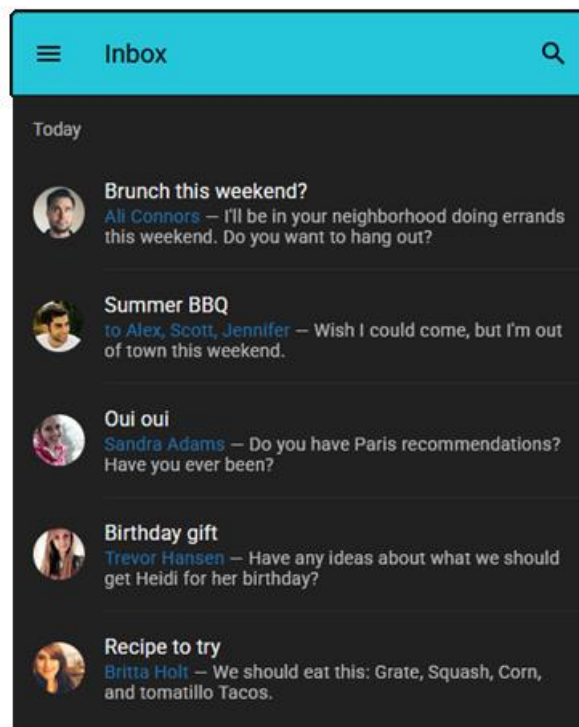 Inbox
Today
Brunch this weekend?
Ali Connors — I'll be in your neighborhood doing errands
this weekend. Do you want to hang out?
Summer BBQ
to Alex, Scott, Jennifer — Wish I could come, but I'm out
of town this weekend.
Oui oui
Sandra Adams — Do you have Paris recommendations?
Have you ever been?
Birthday gift
Trevor Hansen — Have any ideas about what we should
get Heidi for her birthday?
Recipe to try
Britta Holt — We should eat this: Grate, Squash, Corn,
and tomatillo Tacos.